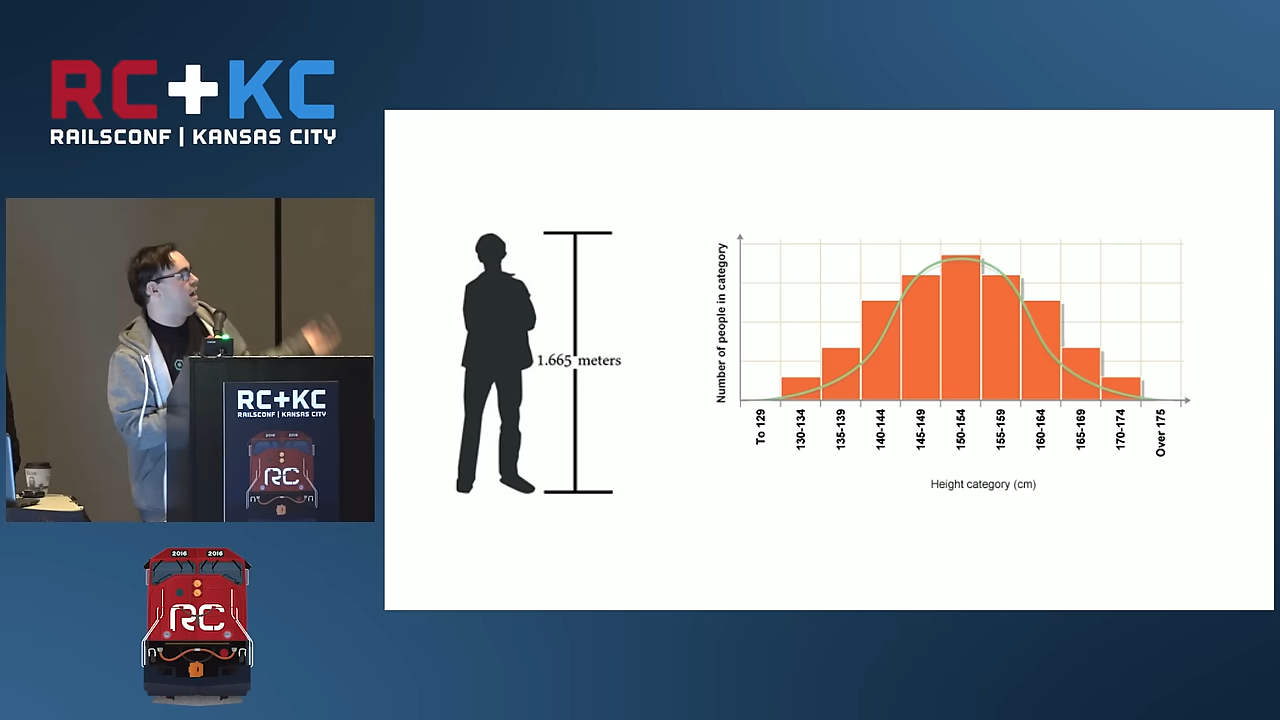 RC+KC
RAILSCONF | KANSAS CITY
RC+KC
RAILSCONF | KANSAS CITY
RC
2016 2016
RC
1.665 meters
Number of people in category
To 129
130-134
135-139
140-144
145-149
150-154
155-159
160-164
165-169
170-174
Over 175
Height category (cm)